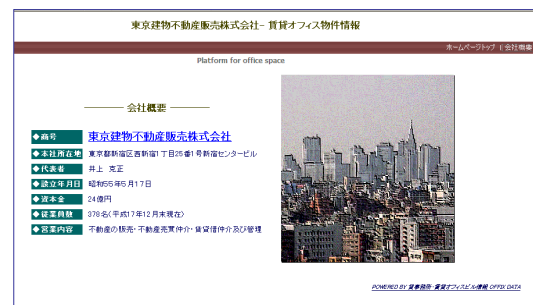 東京建物不動産販売株式会社- 賃貸オフィス物件情報
ホームページトップ | 会社概要
Platform for office space
会社概要
◆商号 東京建物不動産販売株式会社
◆本社所在地 東京都新宿区西新宿1丁目25番1号新宿センタービル
◆代表者 井上 克正
◆設立年月日 昭和55年5月17日
◆資本金 24億円
◆従業員数 378名(平成17年12月末現在)
◆営業内容 不動産の販売・不動産売買仲介・賃貸借仲介及び管理
POWERED BY 貸事務所・賃貸オフィスビル情報 OFFIX DATA